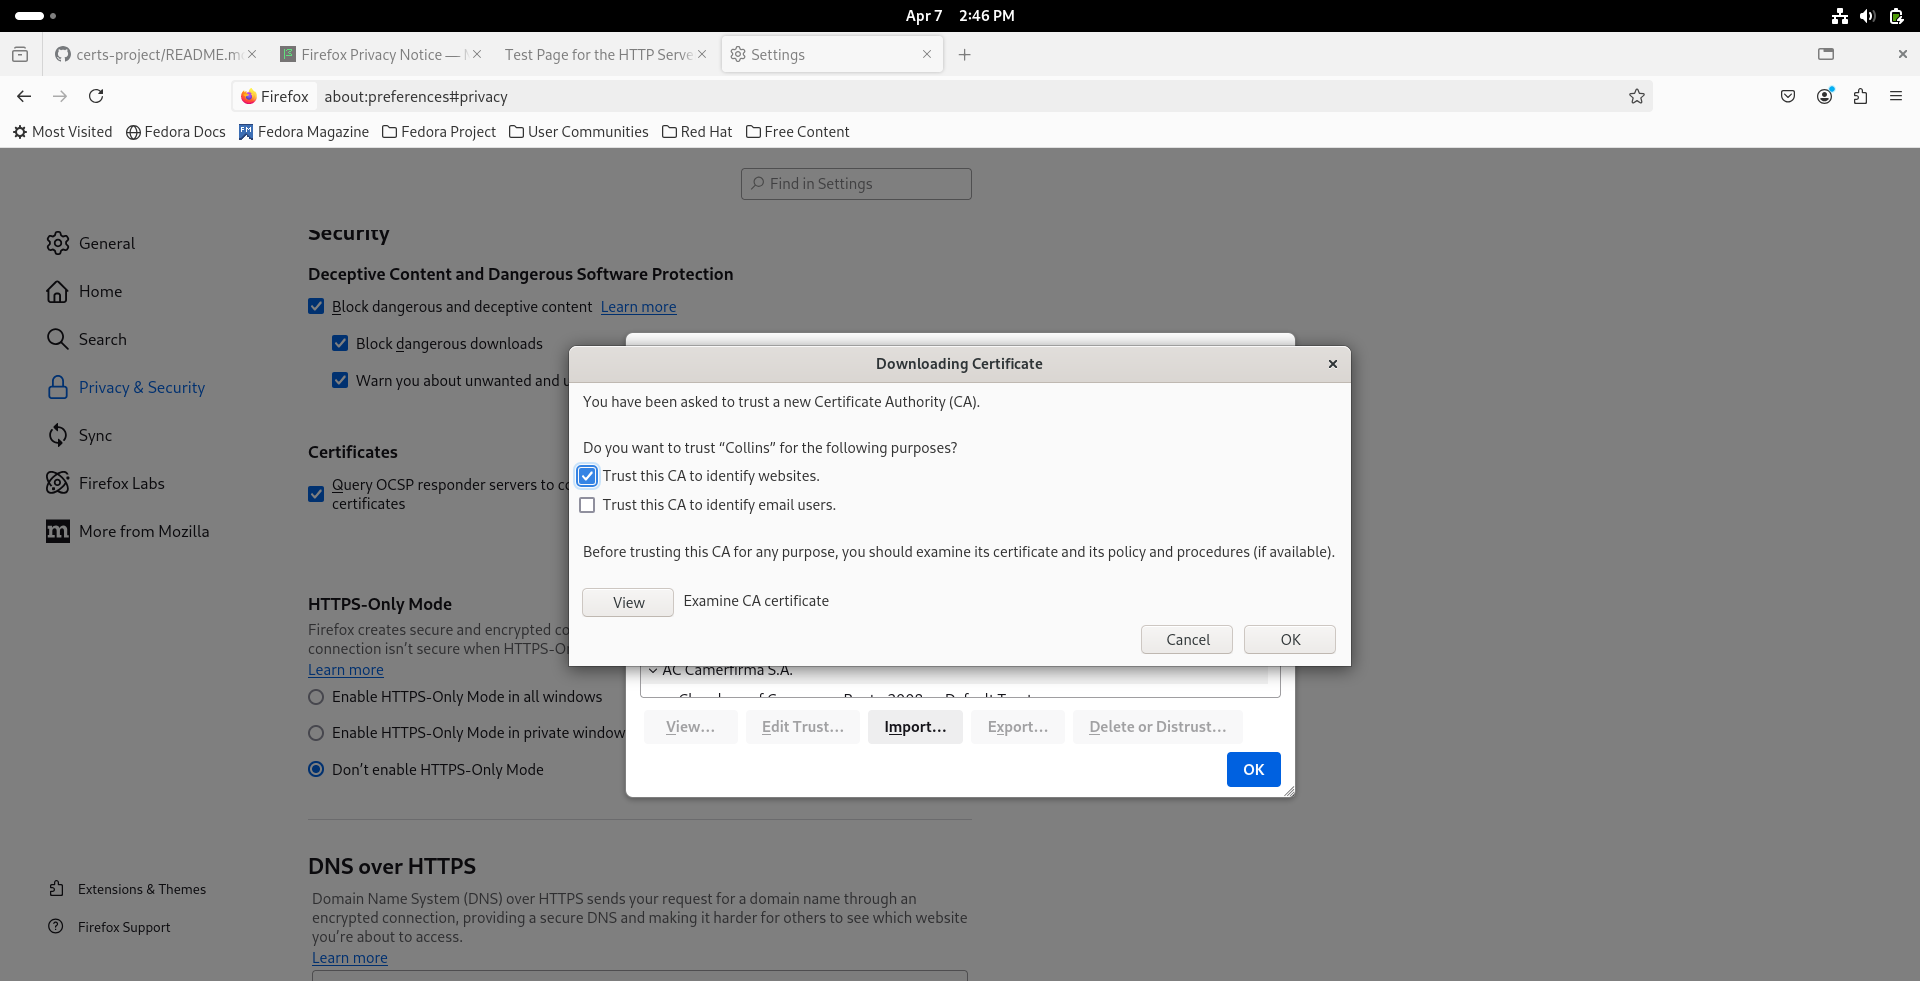 Apr 7 2:46 PM
certs-project/README.m
Firefox Privacy Notice —
Test Page for the HTTP Serve
Settings
Firefox about:preferences#privacy
Most Visited Fedora Docs Fedora Magazine Fedora Project User Communities Red Hat Free Content
Find in Settings
General
Home
Search
Privacy & Security
Sync
Firefox Labs
More from Mozilla
Extensions & Themes
Firefox Support
Security
Deceptive Content and Dangerous Software Protection
Block dangerous and deceptive content Learn more
Block dangerous downloads
Warn you about unwanted and u
Certificates
Query OCSP responder servers to co
certificates
HTTPS-Only Mode
Firefox creates secure and encrypted co
connection isn’t secure when HTTPS-On
Learn more
Enable HTTPS-Only Mode in all windows
Enable HTTPS-Only Mode in private window
Don’t enable HTTPS-Only Mode
DNS over HTTPS
Domain Name System (DNS) over HTTPS sends your request for a domain name through an
encrypted connection, providing a secure DNS and making it harder for others to see which website
you’re about to access.
Learn more
Downloading Certificate
You have been asked to trust a new Certificate Authority (CA).
Do you want to trust “Collins” for the following purposes?
Trust this CA to identify websites.
Trust this CA to identify email users.
Before trusting this CA for any purpose, you should examine its certificate and its policy and procedures (if available).
View Examine CA certificate
Cancel OK
AC Camerfirma S.A.
View… Edit Trust… Import… Export… Delete or Distrust…
OK